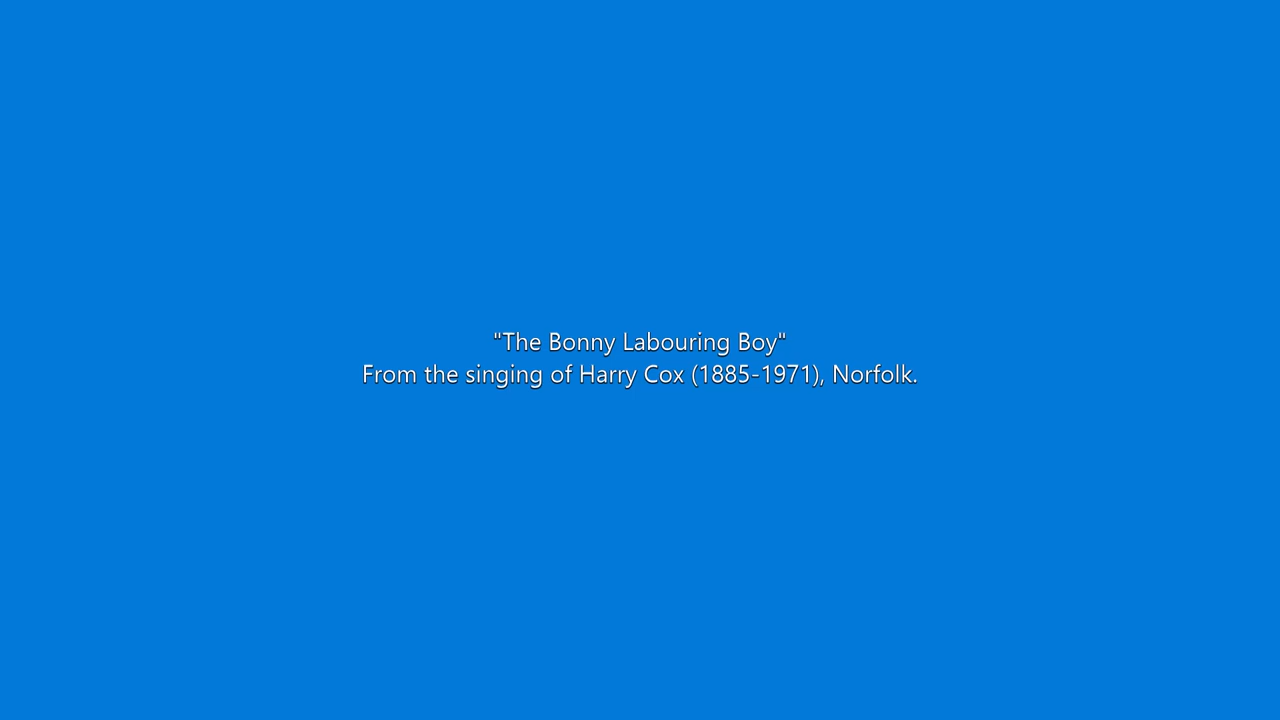 "The Bonny Labouring Boy"
From the singing of Harry Cox (1885-1971), Norfolk.